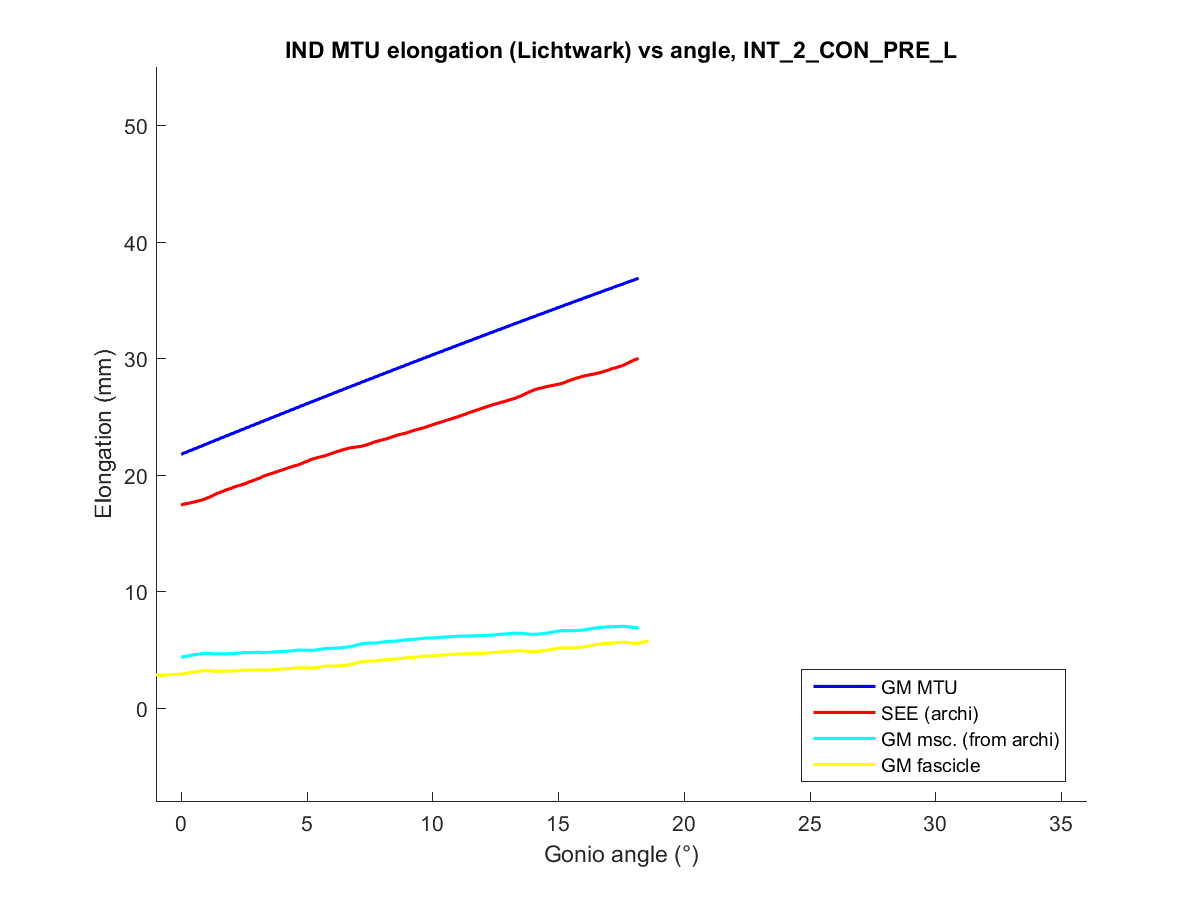 IND MTU elongation (Lichtwark) vs angle, INT_2_CON_PRE_L
50
40
30
20
10
0
Elongation (mm)
0 5 10 15 20 25 30 35
Gonio angle (°)
GM MTU
SEE (archi)
GM msc. (from archi)
GM fascicle